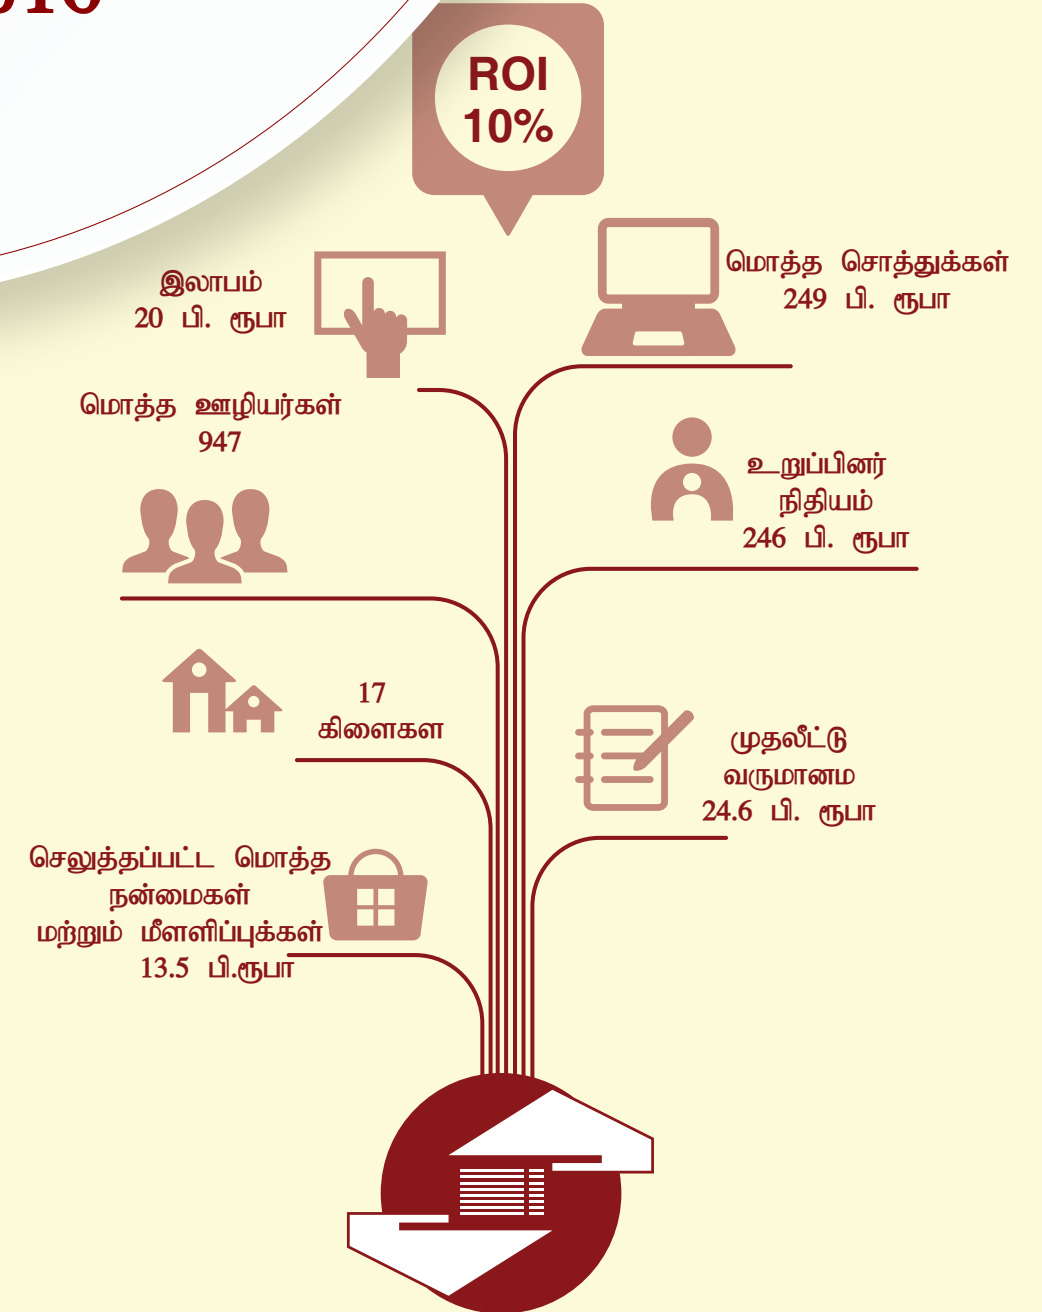 ROI
10%
இலாபம்
20 பி. ரூபா
மொத்த சொத்துக்கள்
249 பி. ரூபா
மொத்த ஊழியர்கள்
947
உறுப்பினர்
நிதியம்
246 பி. ரூபா
17
கிளைகள
முதலீட்டு
வருமானம
24.6 பி. ரூபா
செலுத்தப்பட்ட மொத்த
நன்மைகள்
மற்றும் மீளளிப்புக்கள்
13.5 பி.ரூபா